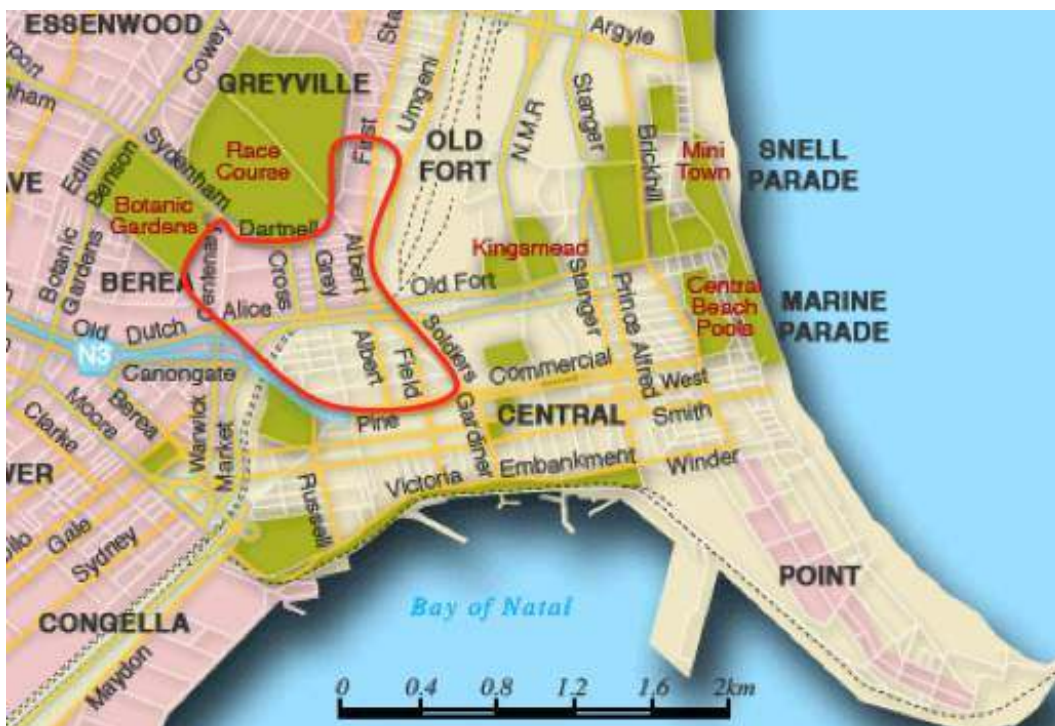 ESSENWOOD
Cowey
GREYVILLE
First
Umgeni
Argyle
Sydenham
Edith
Benson
Race
Course
OLD
FORT
N.M.R
Stanger
Brickhill
Mini
Town
SNELL
PARADE
AVE
Botanic
Gardens
Dartnell
Botanic
Gardens
BEREA
Centenary
Cross
Grey
Albert
Kingsmead
Old Fort
Stanger
Prince Alfred
Central
Beach
Pools
MARINE
PARADE
Old
Dutch
Alice
N3
Canongate
Albert
Field
Soldiers
Commercial
West
Moore
Berea
Clarke
Warwick
Market
Pine
Gardiner
CENTRAL
Smith
VER
Russell
Victoria
Embankment
Winder
Gale
Sydney
POINT
CONGELLA
Maydon
Bay of Natal
0 0.4 0.8 1.2 1.6 2km